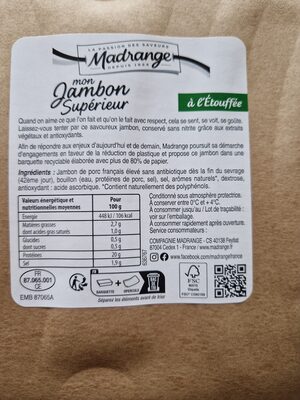 LA PASSION DES SAVEURS
Madrange
DEPUIS 1924
mon
Jambon
Supérieur
à l'Étouffée
Quand on aime ce que l'on fait et qu'on le fait avec respect, cela se sent, se voit, se goûte.
Laissez-vous tenter par ce savoureux jambon, conservé sans nitrite grâce aux extraits
végétaux et antioxydant.
Afin de répondre aux enjeux d'aujourd'hui et de demain, Madrange poursuit sa démarche
d'engagements en faveur de la réduction de plastique et propose ce jambon dans une
barquette recyclable élaborée avec plus de 80% de papier.
Ingrédients : Jambon de porc français élevé sans antibiotique dès la fin du sevrage
(42ème jour), bouillon (eau, protéines de porc, sel), sel, arômes naturels*, dextrose,
antioxydant : acide ascorbique. *Contient naturellement des polyphénols.
Valeurs énergétique et
nutritionnelles moyennes
Pour
100 g
Energie 448 kJ / 106 kcal
Matières grasses 2,7 g
dont acides gras saturés 1,0 g
Glucides 0,5 g
dont sucres 0,5 g
Protéines 20 g
Sel 1,9 g
Conditionné sous atmosphère protectrice.
A conserver entre 0°C et + 4°C.
À consommer jusqu'au / Lot de traçabilité :
voir sur l'emballage.
A consommer rapidement après ouverture.
Service consommateurs:
COMPAGNIE MADRANGE - CS 40138 Feytiat
87004 Cedex 1 - France
www.facebook.com/madrangefrance
FR
87.065.001
CE
EMB 87065A
FR
BARQUETTE
+
OPERCULE
Séparez les éléments avant de trier
FSC
MIXTE